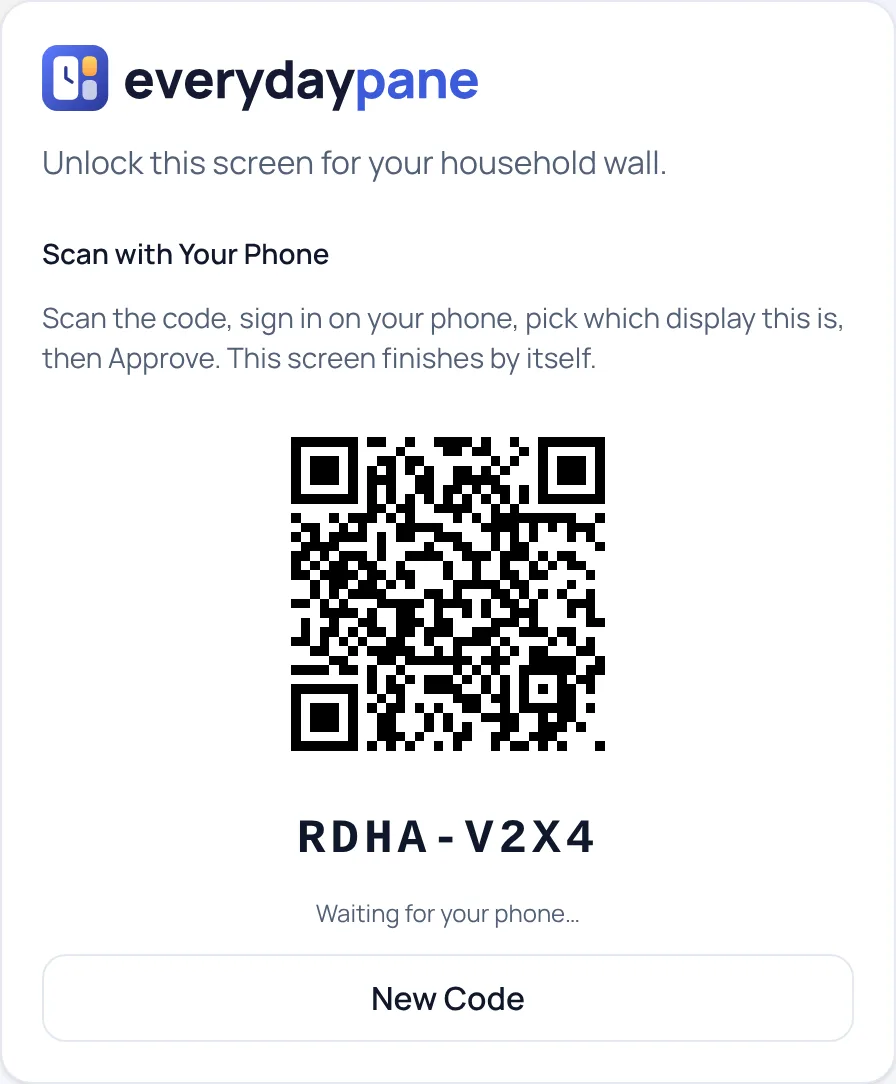 everydaypane
Unlock this screen for your household wall.
Scan with Your Phone
Scan the code, sign in on your phone, pick which display this is,
then Approve. This screen finishes by itself.
RDHA-V2X4
Waiting for your phone…
New Code